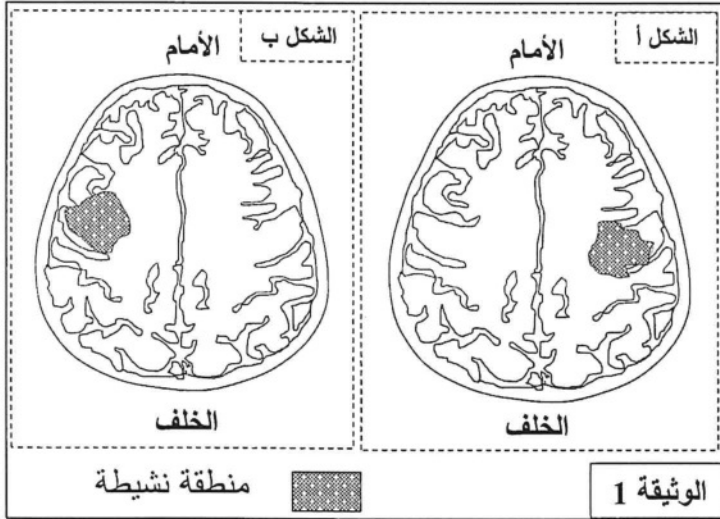 الشكل أ
الأمام
الخلف
الشكل ب
الأمام
الخلف
الوثيقة 1
منطقة نشيطة